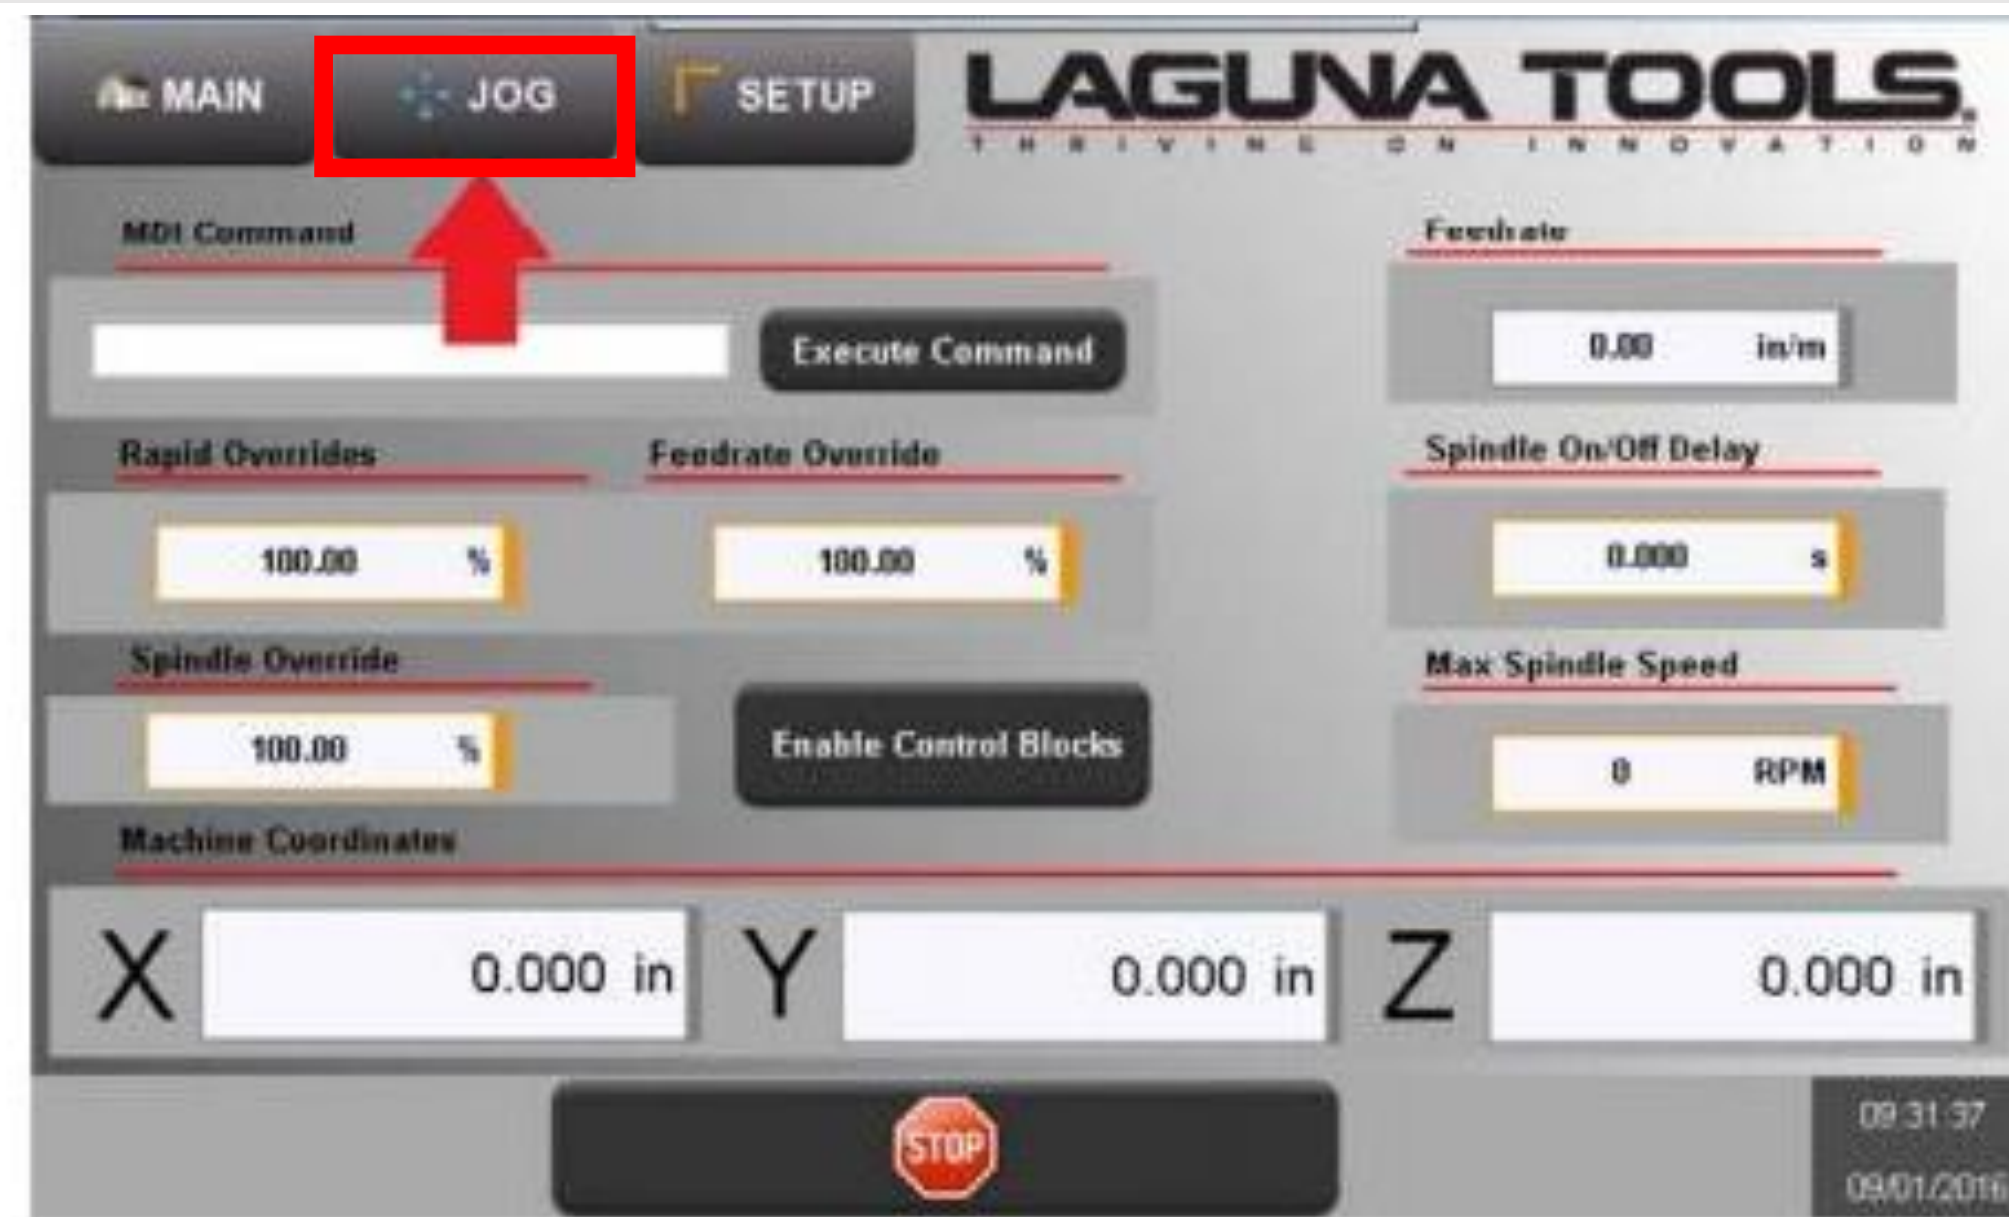 MAIN JOG SETUP LAGUNA TOOLS®
THRIVING ON INNOVATION
MDI Command Feedrate
Execute Command 0.00 in/m
Rapid Overrides Feedrate Override Spindle On/Off Delay
100.00 % 100.00 % 0.000 s
Spindle Override Max Spindle Speed
100.00 % Enable Control Blocks 0 RPM
Machine Coordinates
X 0.000 in Y 0.000 in Z 0.000 in
STOP
09:31:37
09/01/2016